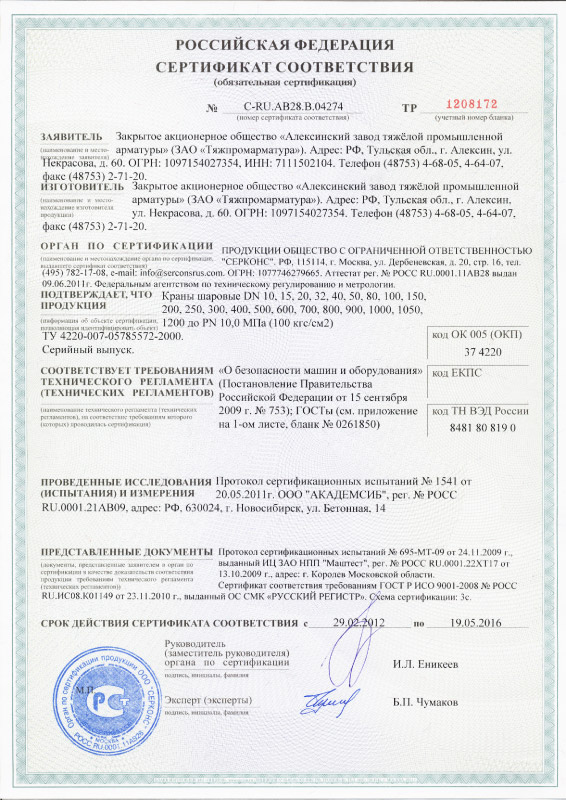 РОССИЙСКАЯ ФЕДЕРАЦИЯ
СЕРТИФИКАТ СООТВЕТСТВИЯ
(обязательная сертификация)
№ C-RU.АВ28.В.04274 ТР 1208172
(номер сертификата соответствия) (учетный номер бланка)
ЗАЯВИТЕЛЬ Закрытое акционерное общество «Алексинский завод тяжёлой промышленной
(наименование и место- арматуры» (ЗАО «Тяжпромарматура»). Адрес: РФ, Тульская обл., г. Алексин, ул.
нахождение заявителя)
Некрасова, д. 60. ОГРН: 1097154027354, ИНН: 7111502104. Телефон (48753) 4-68-05, 4-64-07,
факс (48753) 2-71-20.
ИЗГОТОВИТЕЛЬ Закрытое акционерное общество «Алексинский завод тяжёлой промышленной
(наименование и место- арматуры» (ЗАО «Тяжпромарматура»). Адрес: РФ, Тульская обл., г. Алексин,
нахождение изготовителя
продукции) ул. Некрасова, д. 60. ОГРН: 1097154027354. Телефон (48753) 4-68-05, 4-64-07,
факс (48753) 2-71-20.
ОРГАН ПО СЕРТИФИКАЦИИ ПРОДУКЦИИ ОБЩЕСТВО С ОГРАНИЧЕННОЙ ОТВЕТСТВЕННОСТЬЮ
(наименование и местонахождение органа по сертификации, "СЕРКОНС". РФ, 115114, г. Москва, ул. Дербеневская, д. 20, стр. 16, тел.
выдавшего сертификат соответствия)
(495) 782-17-08, e-mail: info@serconsrus.com. ОГРН: 1077746279665. Аттестат рег. № РОСС RU.0001.11АВ28 выдан
09.06.2011г. Федеральным агентством по техническому регулированию и метрологии.
ПОДТВЕРЖДАЕТ, ЧТО Краны шаровые DN 10, 15, 20, 32, 40, 50, 80, 100, 150,
ПРОДУКЦИЯ 200, 250, 300, 400, 500, 600, 700, 800, 900, 1000, 1050,
(информация об объекте сертификации,
позволяющая идентифицировать объект) 1200 до PN 10,0 МПа (100 кгс/см2)
ТУ 4220-007-05785572-2000.
Серийный выпуск.
код ОК 005 (ОКП)
37 4220
СООТВЕТСТВУЕТ ТРЕБОВАНИЯМ «О безопасности машин и оборудования»
ТЕХНИЧЕСКОГО РЕГЛАМЕНТА (Постановление Правительства
(ТЕХНИЧЕСКИХ РЕГЛАМЕНТОВ) Российской Федерации от 15 сентября
(наименование технического регламента (технических
регламентов), на соответствие требованиям которого
(которых) проводилась сертификация)
2009 г. № 753); ГОСТы (см. приложение
на 1-ом листе, бланк № 0261850)
код ЕКПС
код ТН ВЭД России
8481 80 819 0
ПРОВЕДЕННЫЕ ИССЛЕДОВАНИЯ Протокол сертификационных испытаний № 1541 от
(ИСПЫТАНИЯ) И ИЗМЕРЕНИЯ 20.05.2011г. ООО "АКАДЕМСИБ", рег. № РОСС
RU.0001.21АВ09, адрес: РФ, 630024, г. Новосибирск, ул. Бетонная, 14
ПРЕДСТАВЛЕННЫЕ ДОКУМЕНТЫ Протокол сертификационных испытаний № 695-МТ-09 от 24.11.2009 г.,
(документы, представленные заявителем в орган по
сертификации в качестве доказательств соответствия
продукции требованиям технического регламента
(технических регламентов))
выданный ИЦ ЗАО НПП "Маштест", рег. № РОСС RU.0001.22ХТ17 от
13.10.2009 г., адрес: г. Королев Московской области.
Сертификат соответствия требованиям ГОСТ Р ИСО 9001-2008 № РОСС
RU.ИС08.К01149 от 23.11.2010 г., выданный ОС СМК «РУССКИЙ РЕГИСТР». Схема сертификации: 3с.
СРОК ДЕЙСТВИЯ СЕРТИФИКАТА СООТВЕТСТВИЯ с 29.02.2012 по 19.05.2016
Руководитель
(заместитель руководителя)
органа по сертификации И.Л. Еникеев
подпись, инициалы, фамилия
М.П.
Эксперт (эксперты) Б.П. Чумаков
подпись, инициалы, фамилия
Орган по сертификации продукции ООО "СЕРКОНС"
РОСС RU.0001.11АВ28
МОСКВА